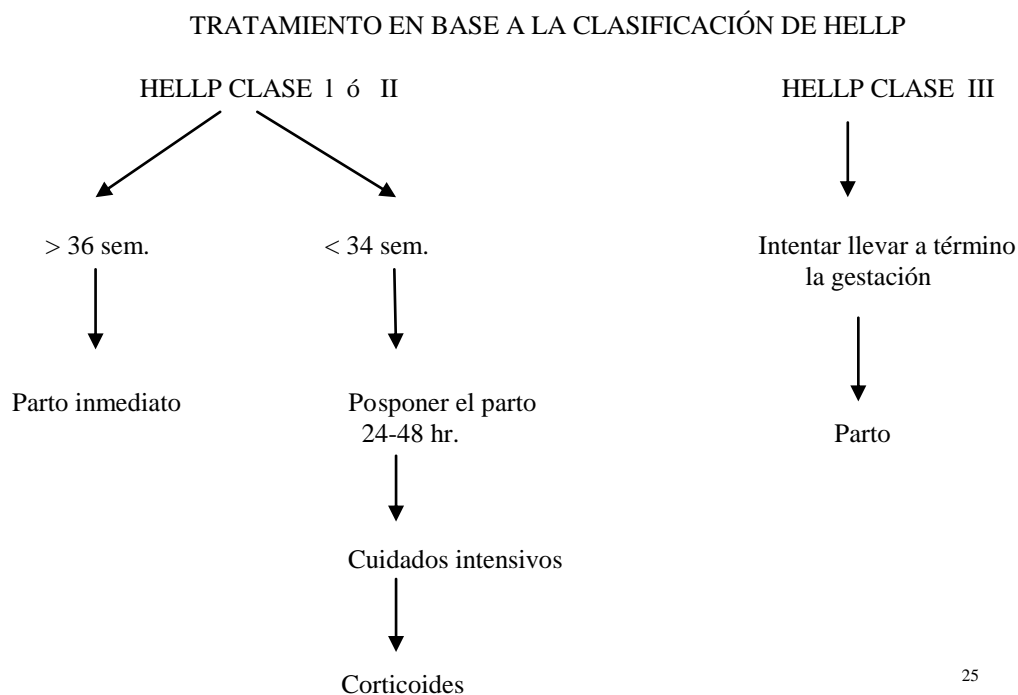 TRATAMIENTO EN BASE A LA CLASIFICACIÓN DE HELLP
HELLP CLASE l ó II
HELLP CLASE III
> 36 sem.
< 34 sem.
Intentar llevar a término
la gestación
Parto inmediato
Posponer el parto
24-48 hr.
Parto
Cuidados intensivos
Corticoides
25